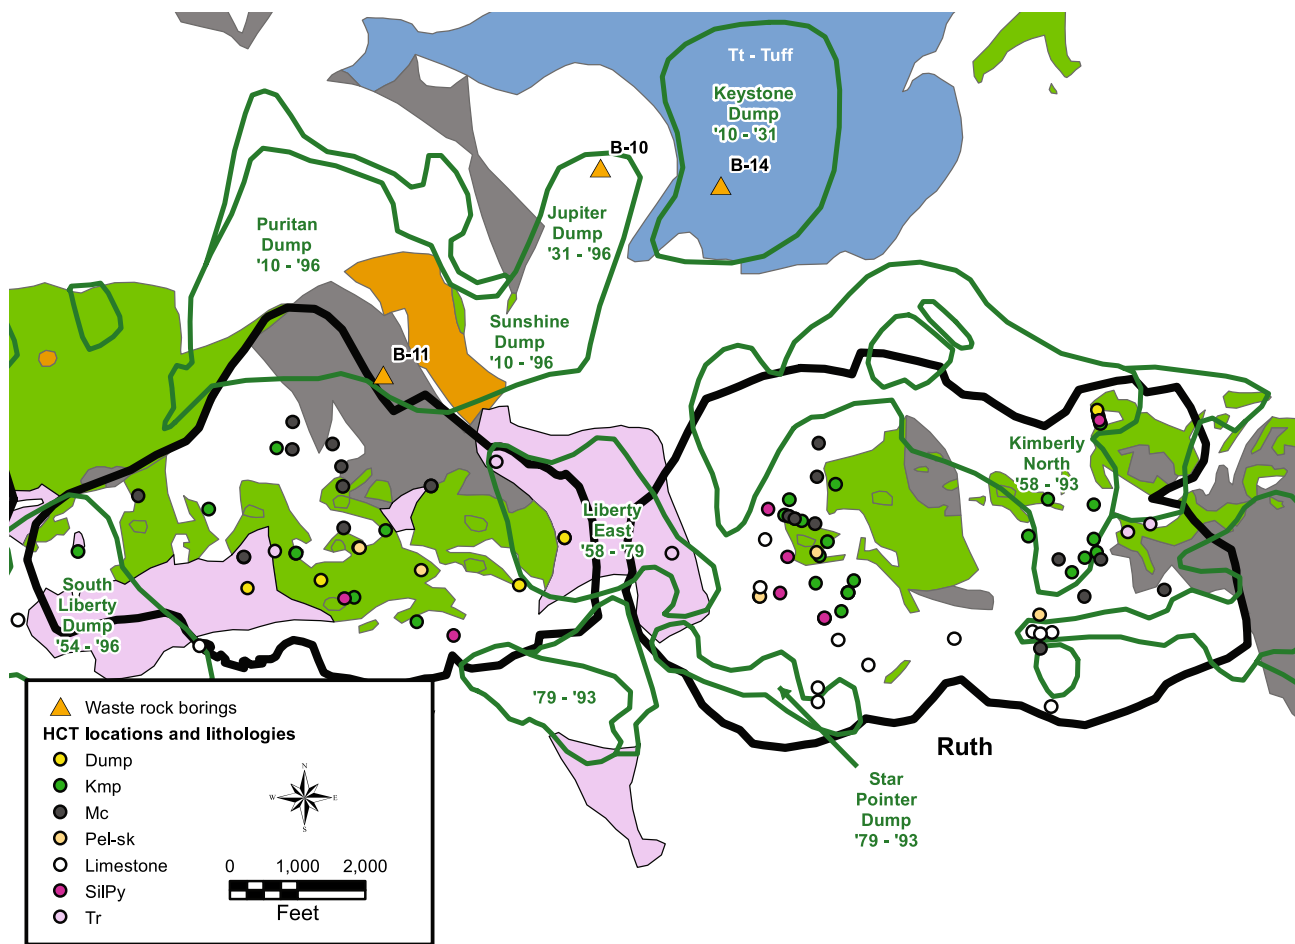 Tt - Tuff
Keystone
Dump
'10 - '31
B-10
B-14
Puritan
Dump
'10 - '96
Jupiter
Dump
'31 - '96
Sunshine
Dump
'10 - '96
B-11
Kimberly
North
'58 - '93
Liberty
East
'58 - '79
South
Liberty
Dump
'54 - '96
'79 - '93
Ruth
Star
Pointer
Dump
'79 - '93
Waste rock borings
HCT locations and lithologies
Dump
Kmp
Mc
Pel-sk
Limestone
SilPy
Tr
N
W
E
S
0 1,000 2,000
Feet